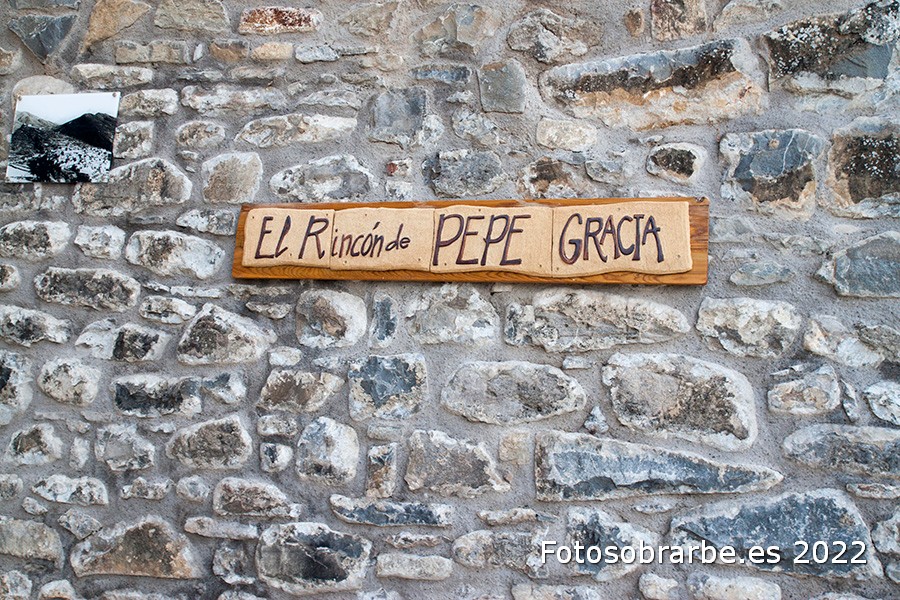 El Rincón de PEPE GRACIA
Fotosobrarbe.es 2022